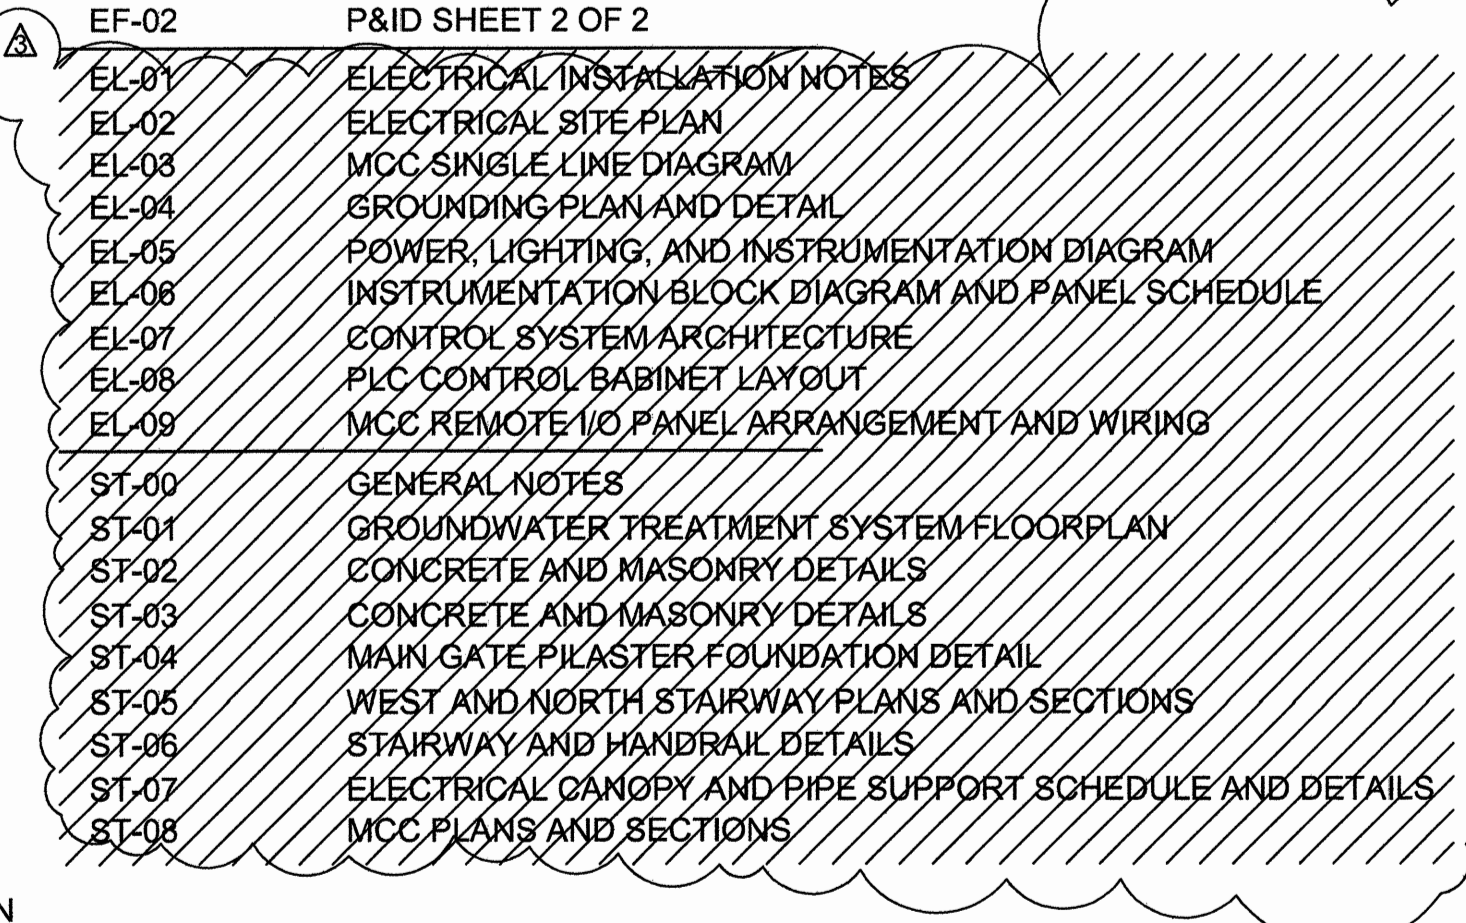 EF-02 P&ID SHEET 2 OF 2
3
EL-01 ELECTRICAL INSTALLATION NOTES
EL-02 ELECTRICAL SITE PLAN
EL-03 MCC SINGLE LINE DIAGRAM
EL-04 GROUNDING PLAN AND DETAIL
EL-05 POWER, LIGHTING, AND INSTRUMENTATION DIAGRAM
EL-06 INSTRUMENTATION BLOCK DIAGRAM AND PANEL SCHEDULE
EL-07 CONTROL SYSTEM ARCHITECTURE
EL-08 PLC CONTROL BABINET LAYOUT
EL-09 MCC REMOTE I/O PANEL ARRANGEMENT AND WIRING
ST-00 GENERAL NOTES
ST-01 GROUNDWATER TREATMENT SYSTEM FLOORPLAN
ST-02 CONCRETE AND MASONRY DETAILS
ST-03 CONCRETE AND MASONRY DETAILS
ST-04 MAIN GATE PILASTER FOUNDATION DETAIL
ST-05 WEST AND NORTH STAIRWAY PLANS AND SECTIONS
ST-06 STAIRWAY AND HANDRAIL DETAILS
ST-07 ELECTRICAL CANOPY AND PIPE SUPPORT SCHEDULE AND DETAILS
ST-08 MCC PLANS AND SECTIONS
N